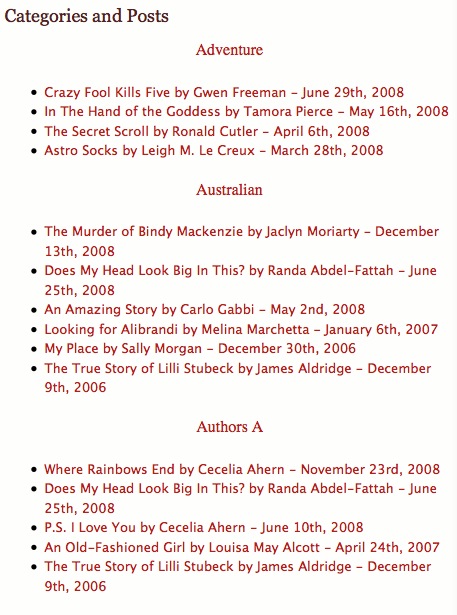 Categories and Posts
Adventure
• Crazy Fool Kills Five by Gwen Freeman – June 29th, 2008
• In The Hand of the Goddess by Tamora Pierce – May 16th, 2008
• The Secret Scroll by Ronald Cutler – April 6th, 2008
• Astro Socks by Leigh M. Le Creux – March 28th, 2008
Australian
• The Murder of Bindy Mackenzie by Jaclyn Moriarty – December
13th, 2008
• Does My Head Look Big In This? by Randa Abdel-Fattah – June
25th, 2008
• An Amazing Story by Carlo Gabbi – May 2nd, 2008
• Looking for Alibrandi by Melina Marchetta – January 6th, 2007
• My Place by Sally Morgan – December 30th, 2006
• The True Story of Lilli Stubeck by James Aldridge – December
9th, 2006
Authors A
• Where Rainbows End by Cecelia Ahern – November 23rd, 2008
• Does My Head Look Big In This? by Randa Abdel-Fattah – June
25th, 2008
• P.S. I Love You by Cecelia Ahern – June 10th, 2008
• An Old-Fashioned Girl by Louisa May Alcott – April 24th, 2007
• The True Story of Lilli Stubeck by James Aldridge – December
9th, 2006